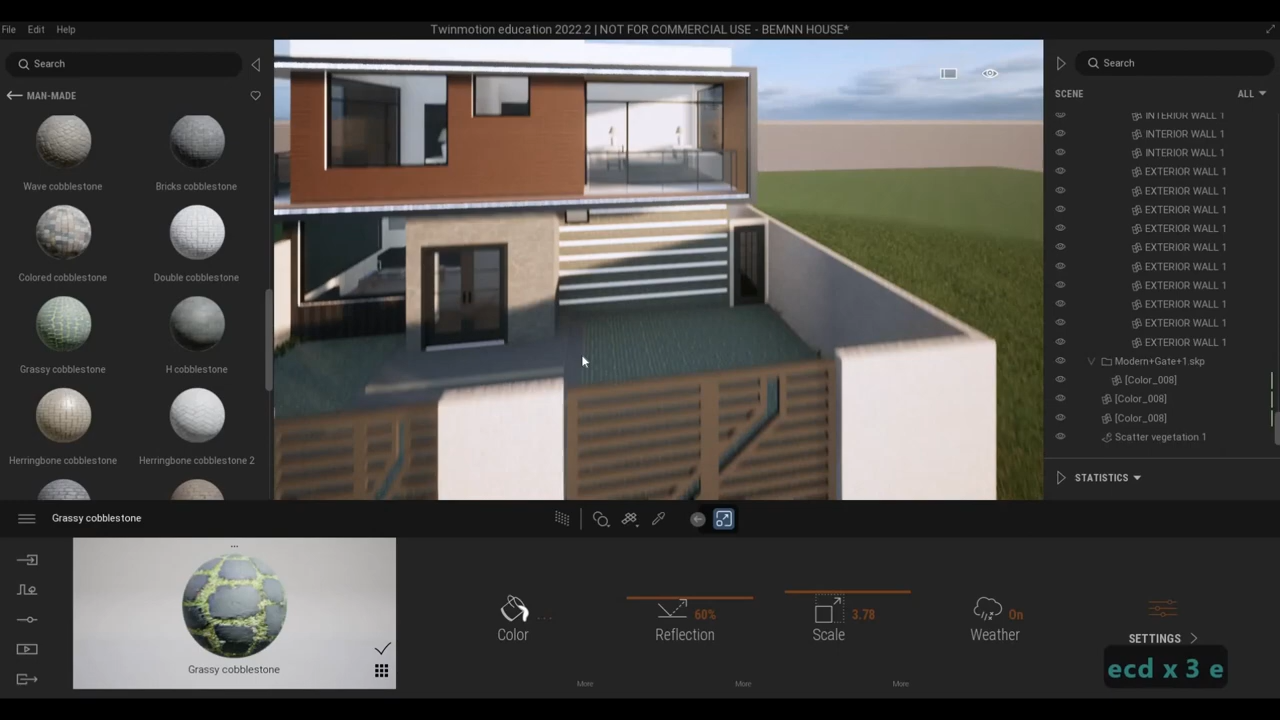 File Edit Help
Twinmotion education 2022.2 | NOT FOR COMMERCIAL USE - BEMNN HOUSE*
Search
MAN-MADE
Wave cobblestone
Bricks cobblestone
Colored cobblestone
Double cobblestone
Grassy cobblestone
H cobblestone
Herringbone cobblestone
Herringbone cobblestone 2
Search
SCENE
ALL
INTERIOR WALL 1
INTERIOR WALL 1
INTERIOR WALL 1
EXTERIOR WALL 1
EXTERIOR WALL 1
EXTERIOR WALL 1
EXTERIOR WALL 1
EXTERIOR WALL 1
EXTERIOR WALL 1
EXTERIOR WALL 1
EXTERIOR WALL 1
EXTERIOR WALL 1
EXTERIOR WALL 1
Modern+Gate+1.skp
[Color_008]
[Color_008]
[Color_008]
Scatter vegetation 1
STATISTICS
Grassy cobblestone
...
Grassy cobblestone
...
Color
More
60%
Reflection
More
3.78
Scale
More
On
Weather
SETTINGS
ecd x 3 e